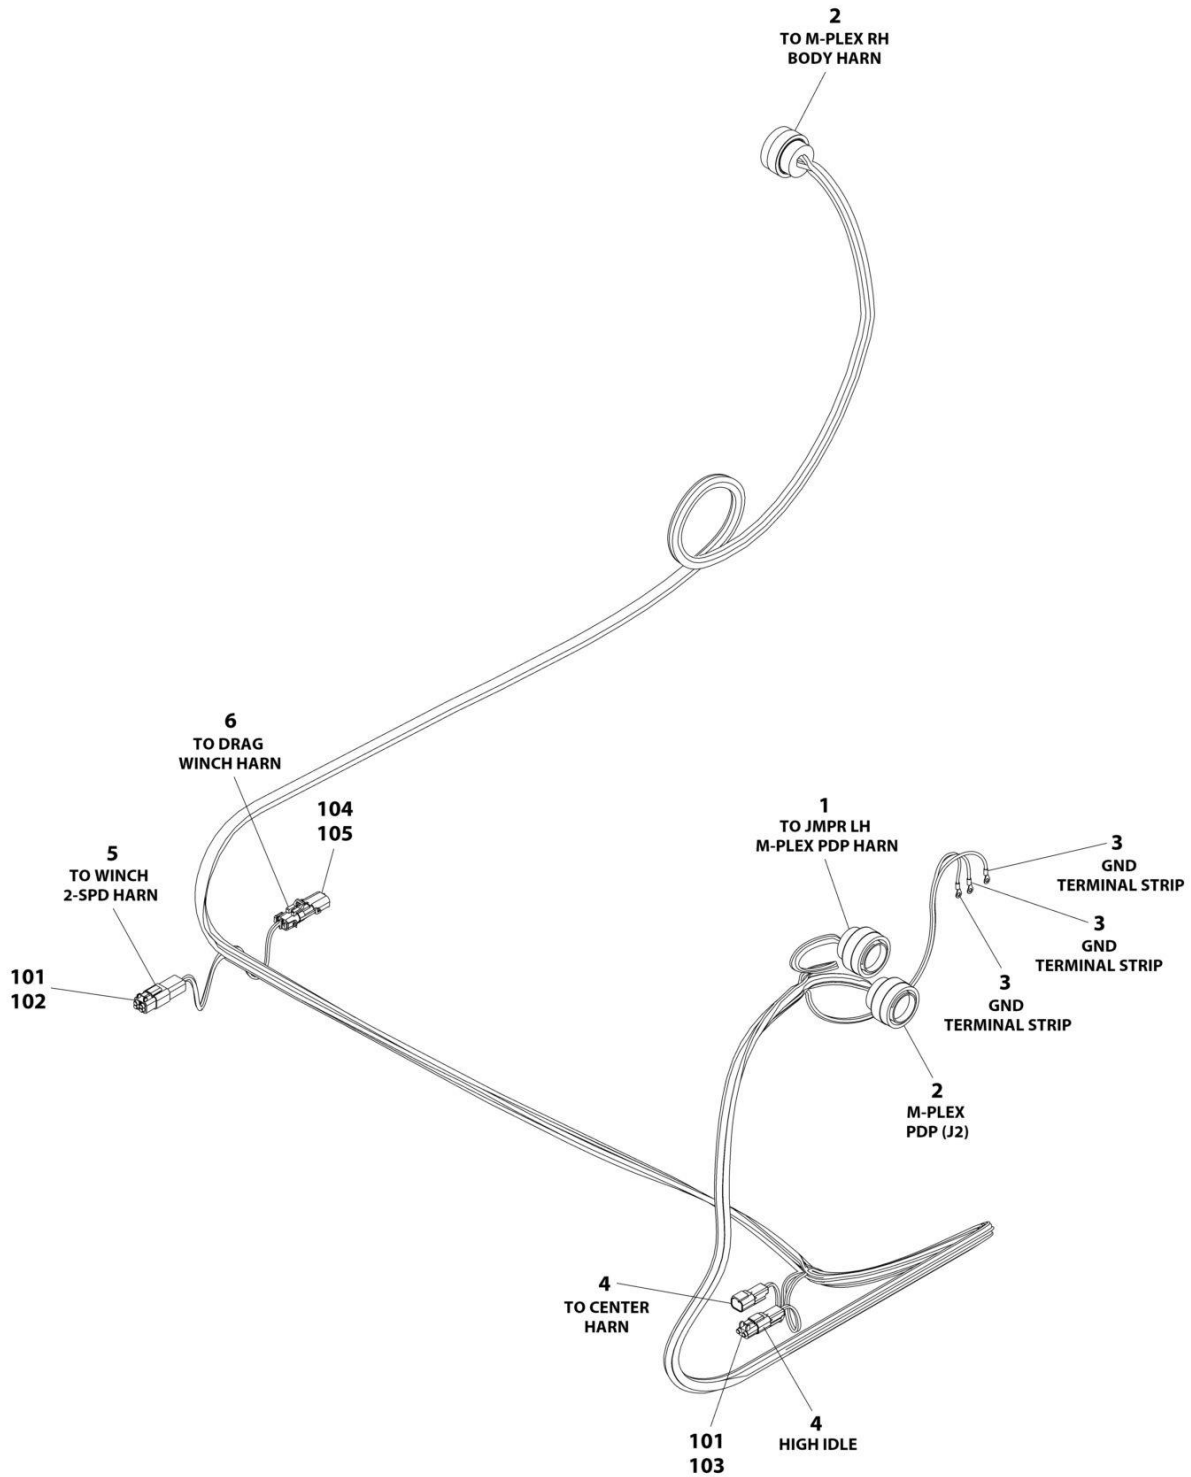 2
TO M-PLEX RH
BODY HARN
6
TO DRAG
WINCH HARN
104
105
5
TO WINCH
2-SPD HARN
101
102
1
TO JMPR LH
M-PLEX PDP HARN
3
GND
TERMINAL STRIP
3
GND
TERMINAL STRIP
3
GND
TERMINAL STRIP
2
M-PLEX
PDP (J2)
4
TO CENTER
HARN
4
HIGH IDLE
101
103